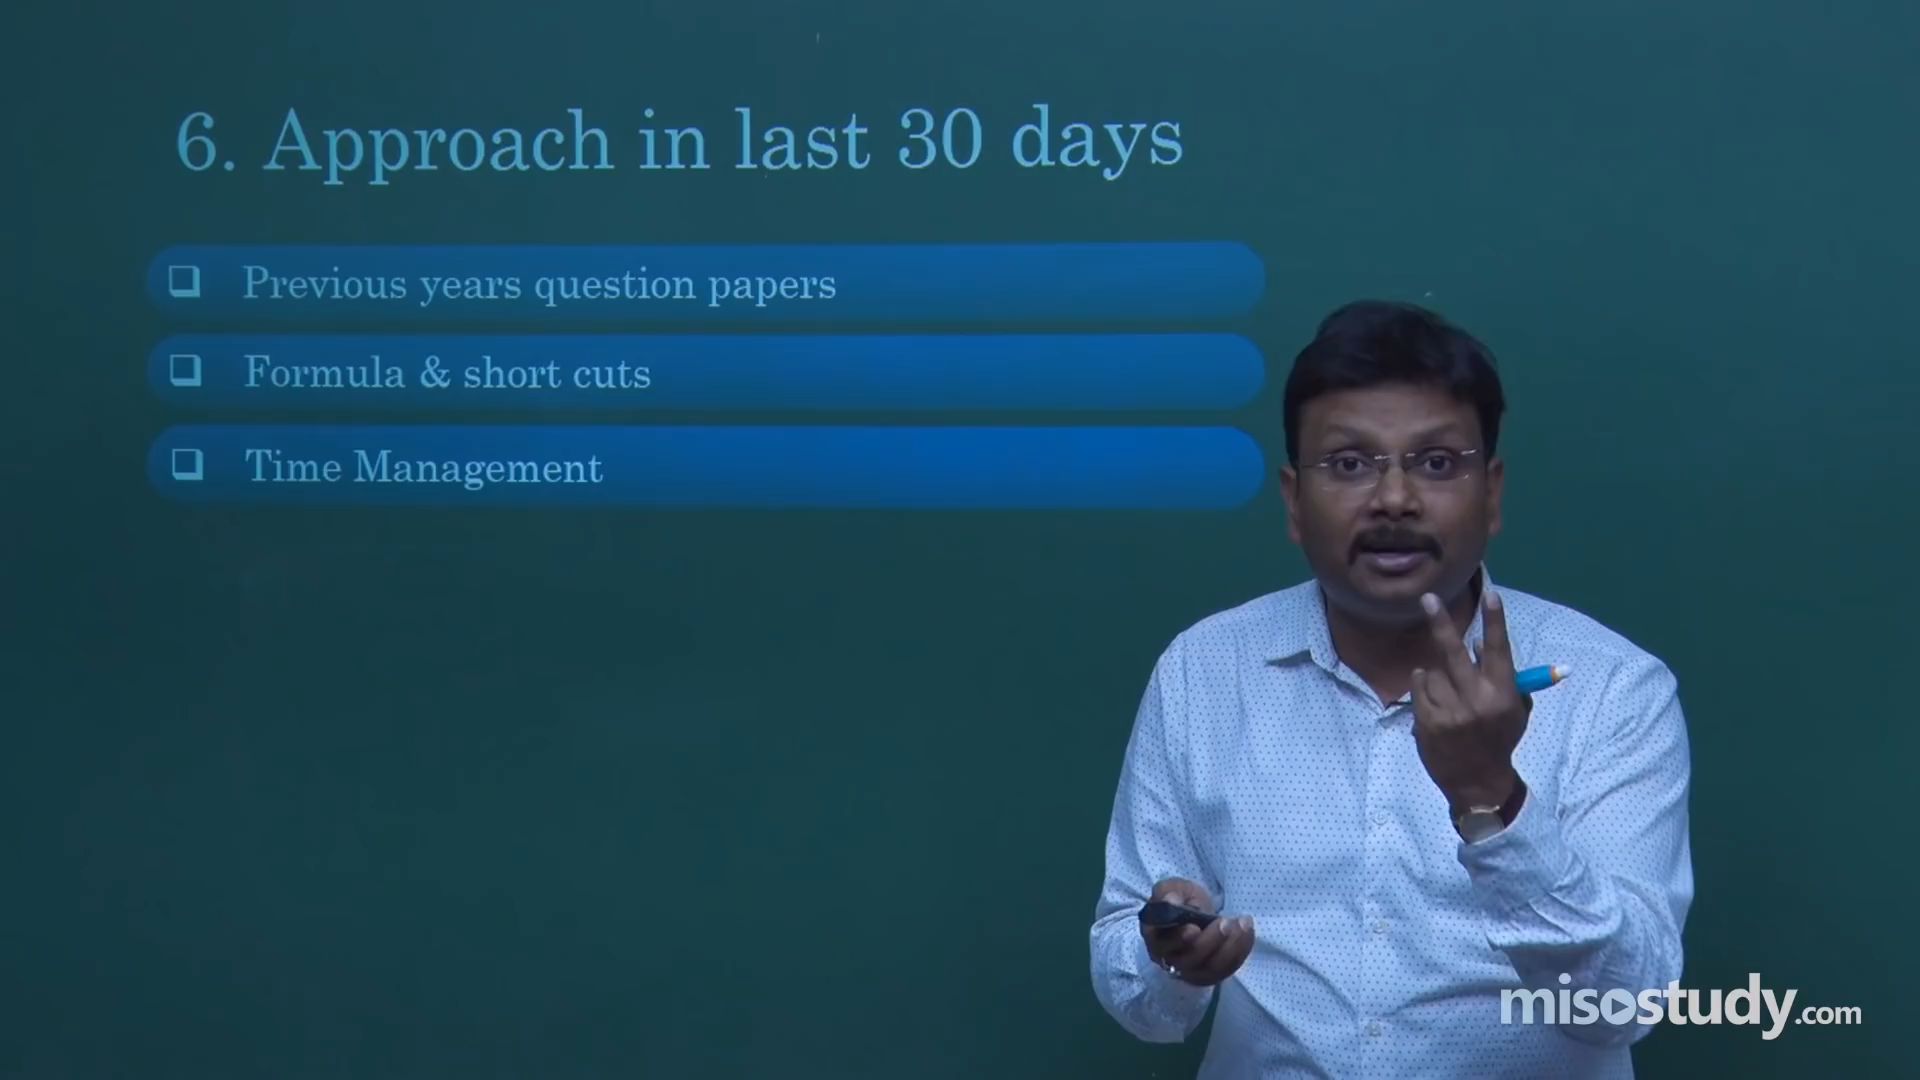 6. Approach in last 30 days
❑ Previous years question papers
❑ Formula & short cuts
❑ Time Management
misostudy.com